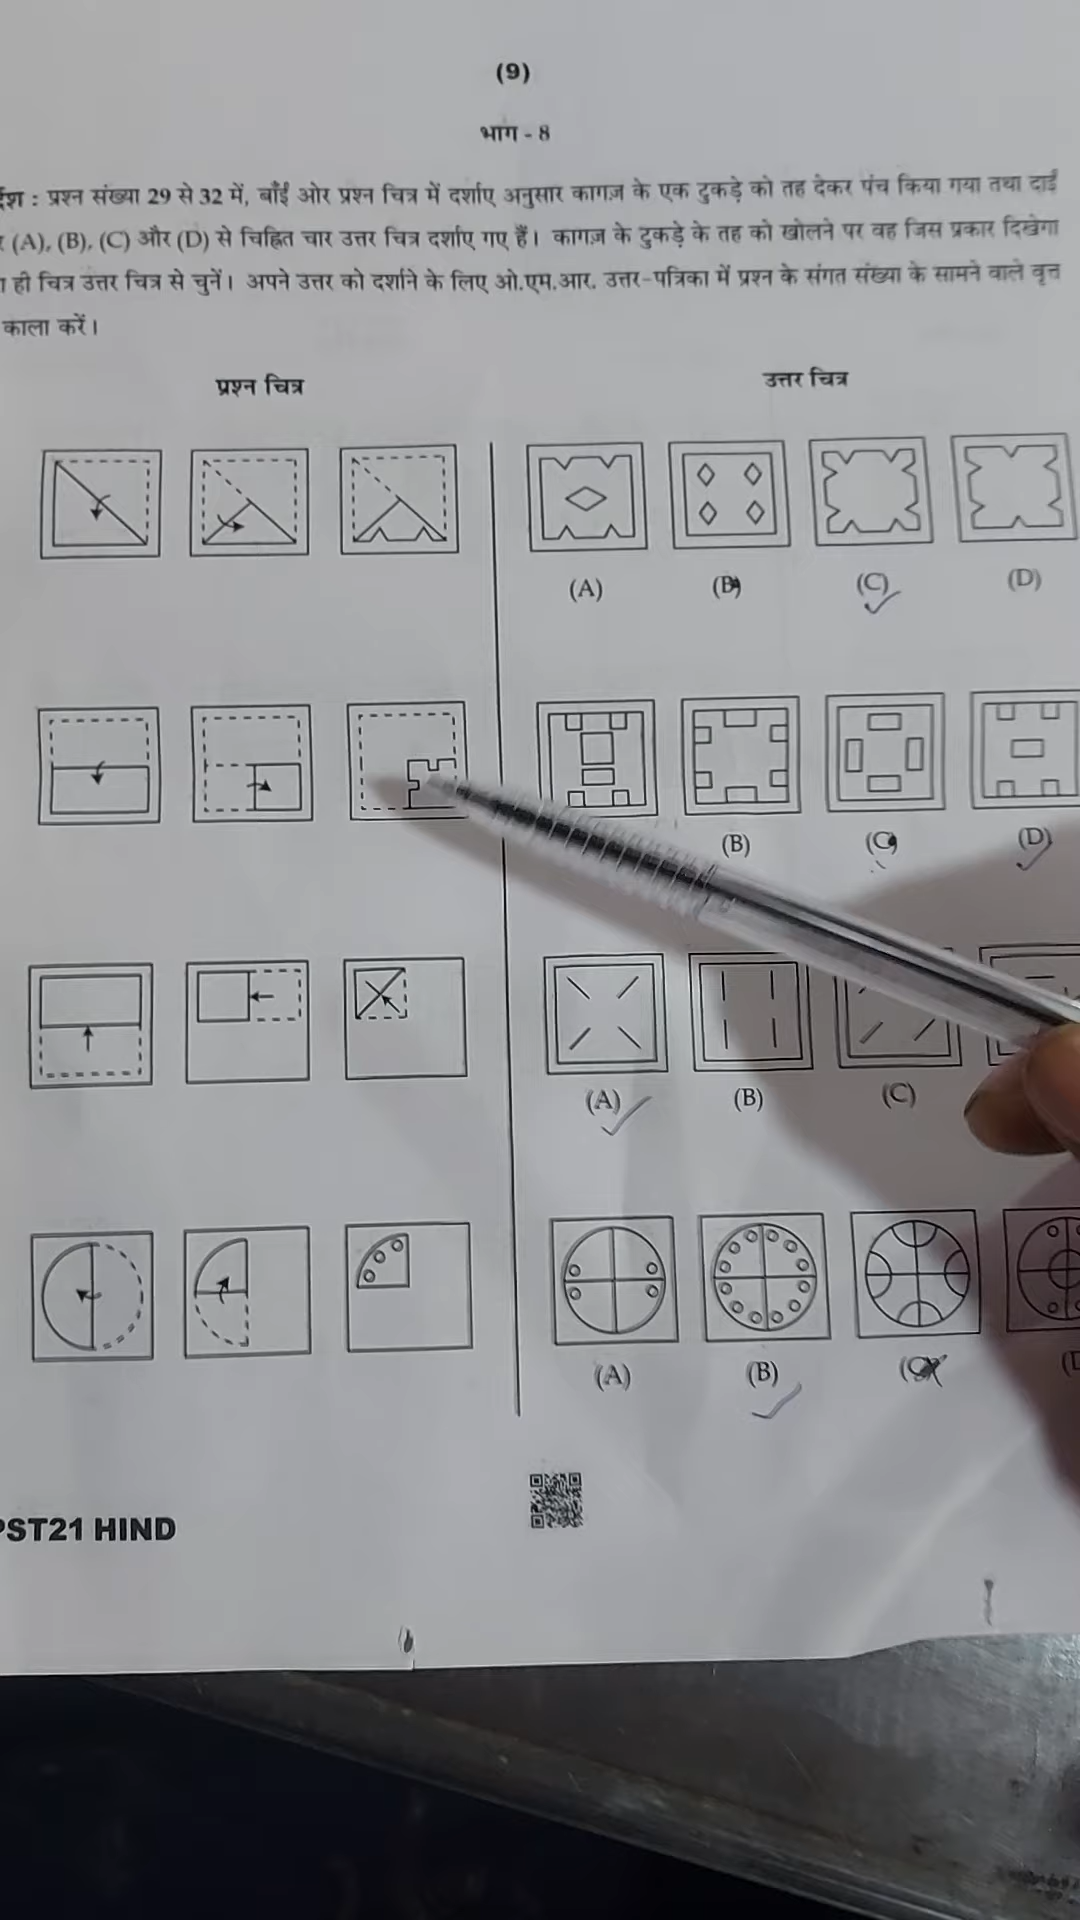 (9)
भाग - 8
: प्रश्न संख्या 29 से 32 में, बाँईं ओर प्रश्न चित्र में दर्शाए अनुसार कागज़ के एक टुकड़े को तह देकर पंच किया गया तथा दाईं
(A), (B), (C) और (D) से चिह्नित चार उत्तर चित्र दर्शाए गए हैं। कागज़ के टुकड़े के तह को खोलने पर वह जिस प्रकार दिखेगा
ही चित्र उत्तर चित्र से चुनें। अपने उत्तर को दर्शाने के लिए ओ.एम.आर. उत्तर-पत्रिका में प्रश्न के संगत संख्या के सामने वाले वृत्त
काला करें।
प्रश्न चित्र
उत्तर चित्र
(A) (B) (C) (D)
(B) (C) (D)
(A) (B) (C)
(A) (B) (C)
PST21 HIND